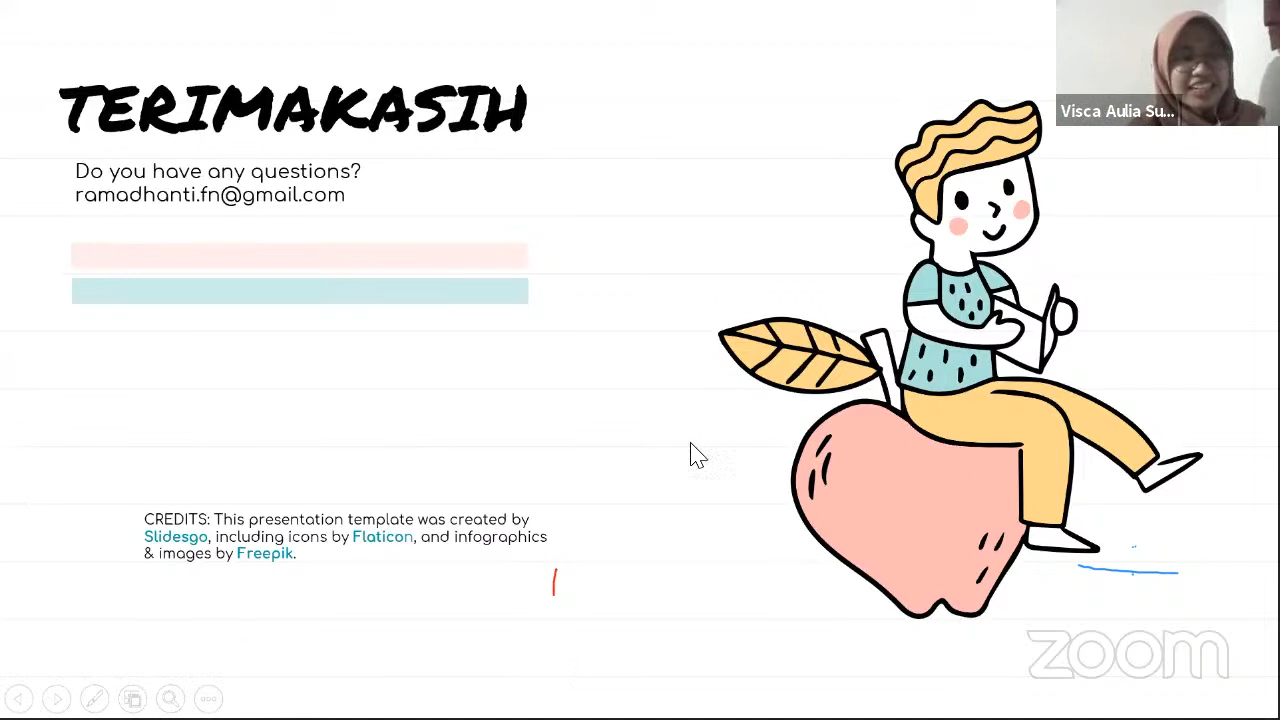 TERIMAKASIH
Do you have any questions?
ramadhanti.fn@gmail.com
CREDITS: This presentation template was created by
Slidesgo, including icons by Flaticon, and infographics
& images by Freepik.
Visca Aulia Su...
zoom